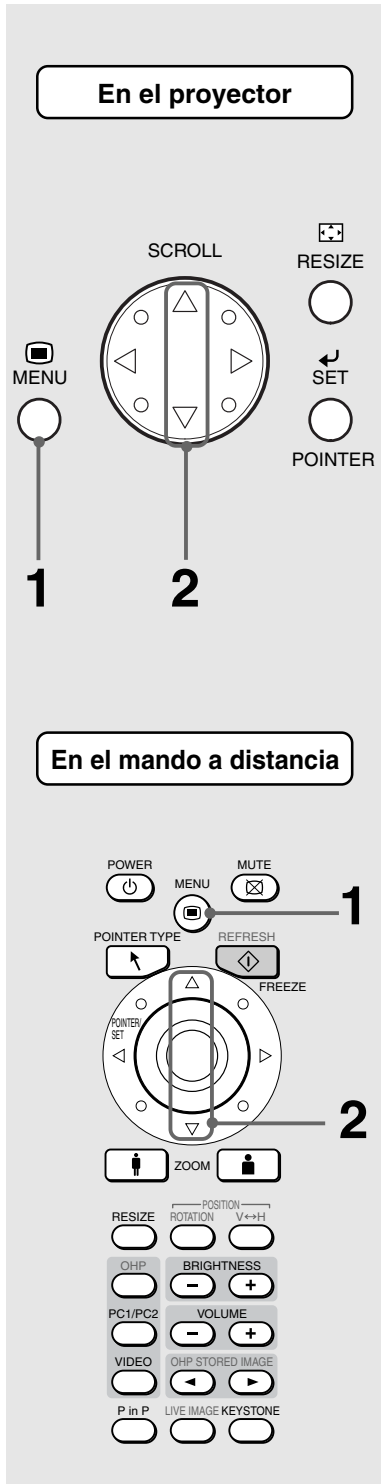 En el proyector
SCROLL
RESIZE
MENU
SET
POINTER
1
2
En el mando a distancia
POWER
MENU
MUTE
1
POINTER TYPE
REFRESH
FREEZE
POINTER/
SET
2
ZOOM
POSITION
RESIZE ROTATION V↔H
OHP BRIGHTNESS
PC1/PC2 VOLUME
VIDEO OHP STORED IMAGE
P in P LIVE IMAGE KEYSTONE